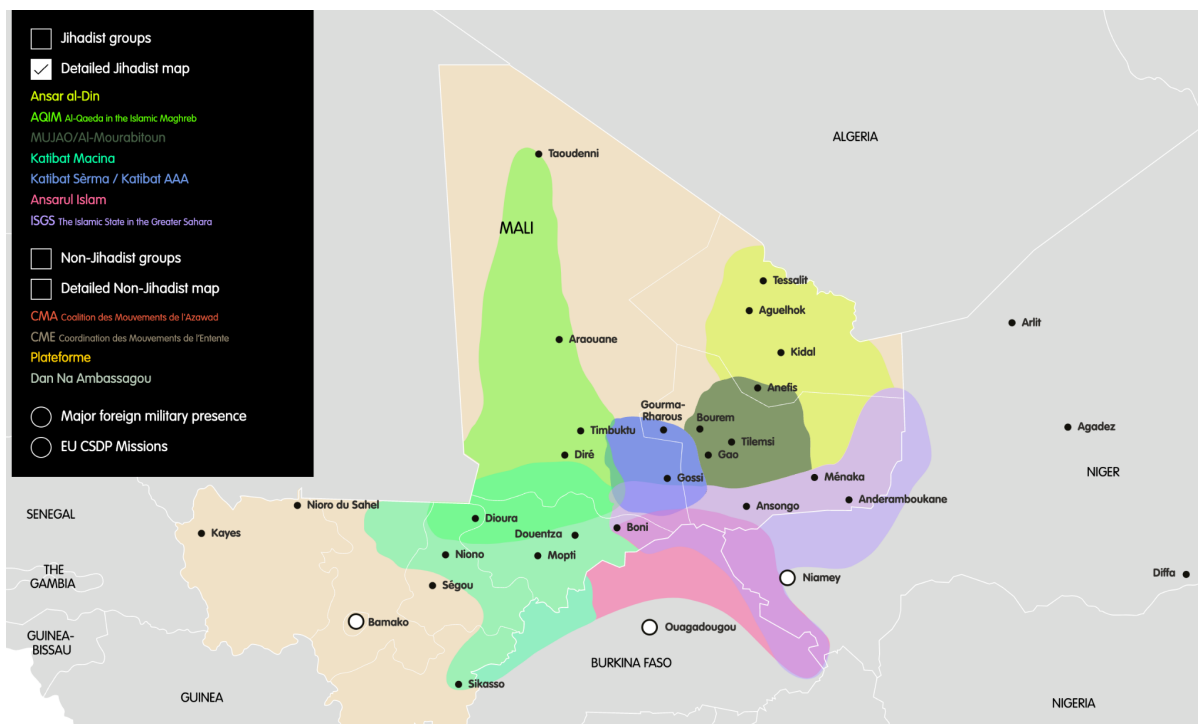 Jihadist groups
Detailed Jihadist map
Ansar al-Din
AQIM Al-Qaeda in the Islamic Maghreb
MUJAO/Al-Mourabitoun
Katibat Macina
Katibat Sèrma / Katibat AAA
Ansarul Islam
ISGS The Islamic State in the Greater Sahara
Non-Jihadist groups
Detailed Non-Jihadist map
CMA Coalition des Mouvements de l'Azawad
CME Coordination des Mouvements de l'Entente
Plateforme
Dan Na Ambassagou
Major foreign military presence
EU CSDP Missions
ALGERIA
Taoudenni
MALI
Tessalit
Aguelhok
Arlit
Araouane
Kidal
Anefis
Gourma-
Rharous
Bourem
Timbuktu
Tilemsi
Agadez
Diré
Gao
NIGER
Gossi
Ménaka
Anderamboukane
Nioro du Sahel
Ansongo
SENEGAL
Dioura
Kayes
Boni
Douentza
Niono
Mopti
THE
GAMBIA
Niamey
Diffa
Ségou
Bamako
Ouagadougou
GUINEA-
BISSAU
BURKINA FASO
Sikasso
GUINEA
NIGERIA